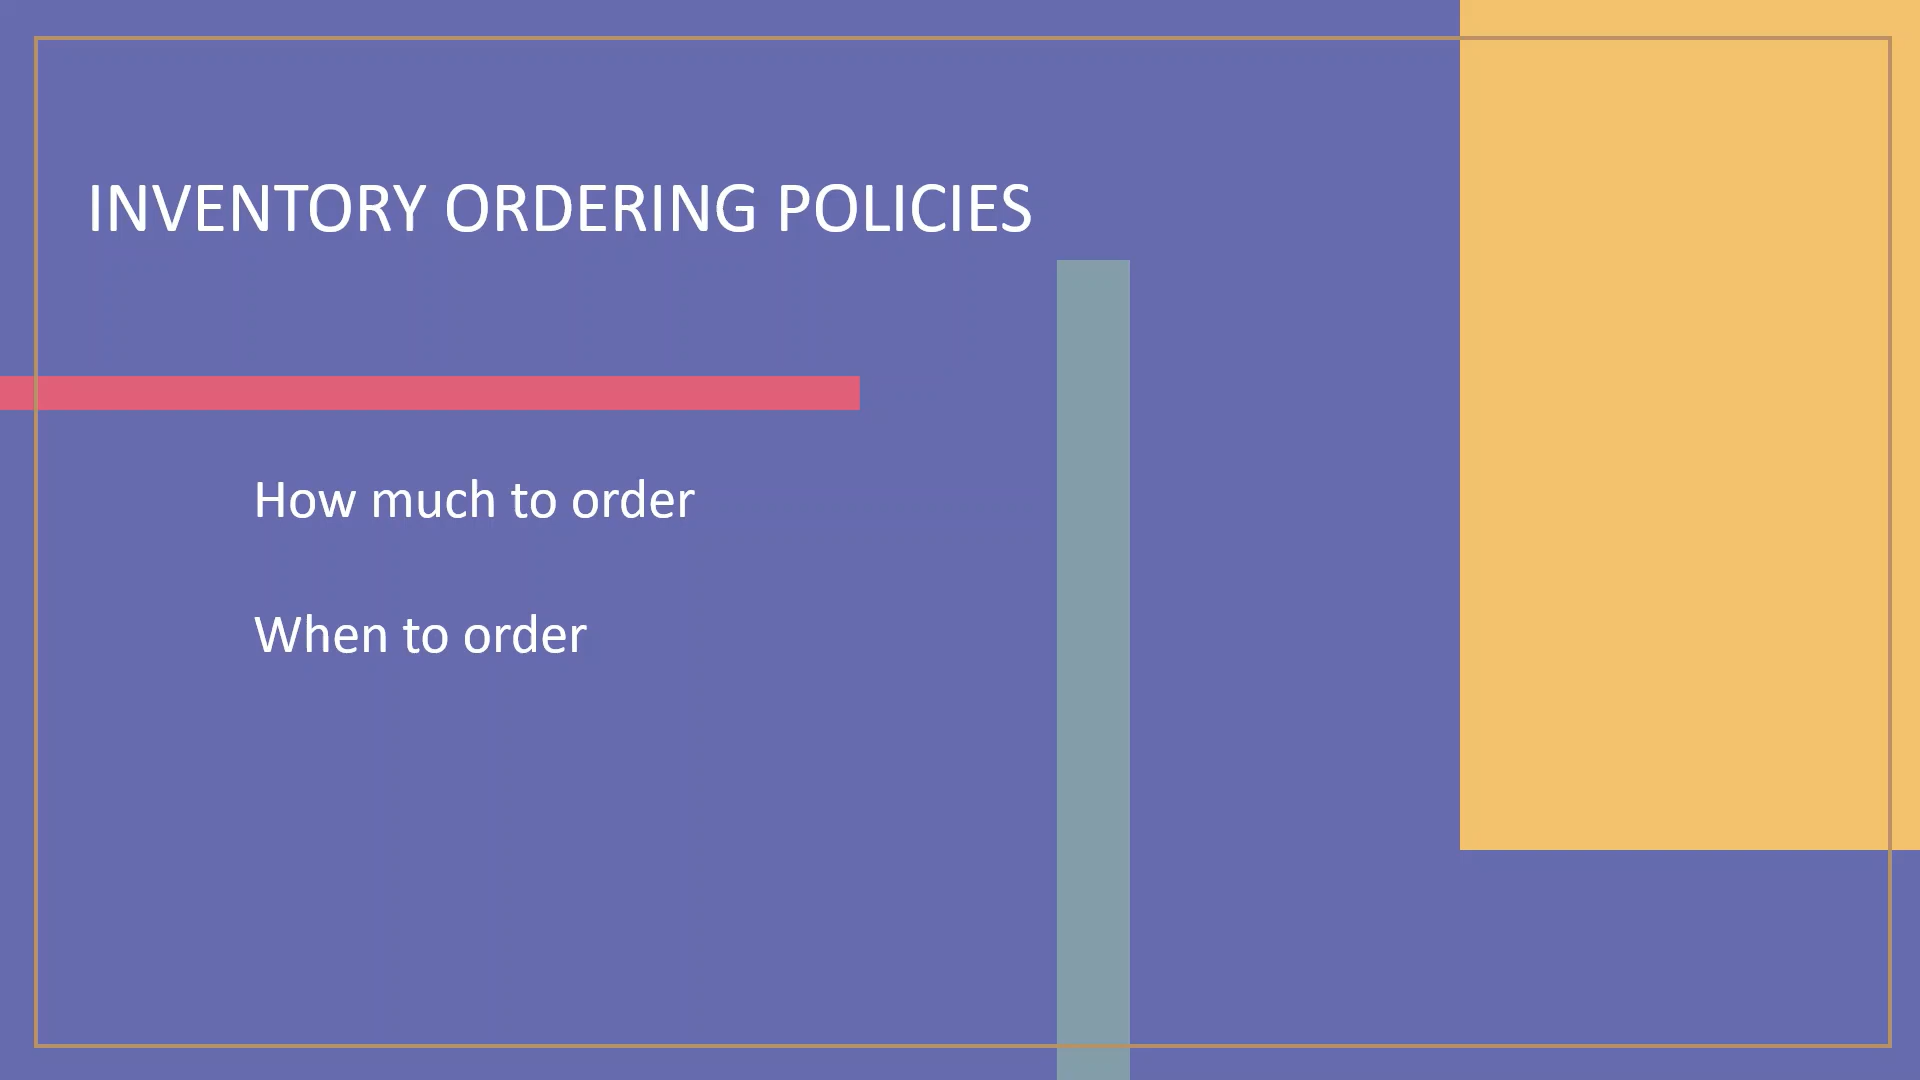 INVENTORY ORDERING POLICIES
How much to order
When to order